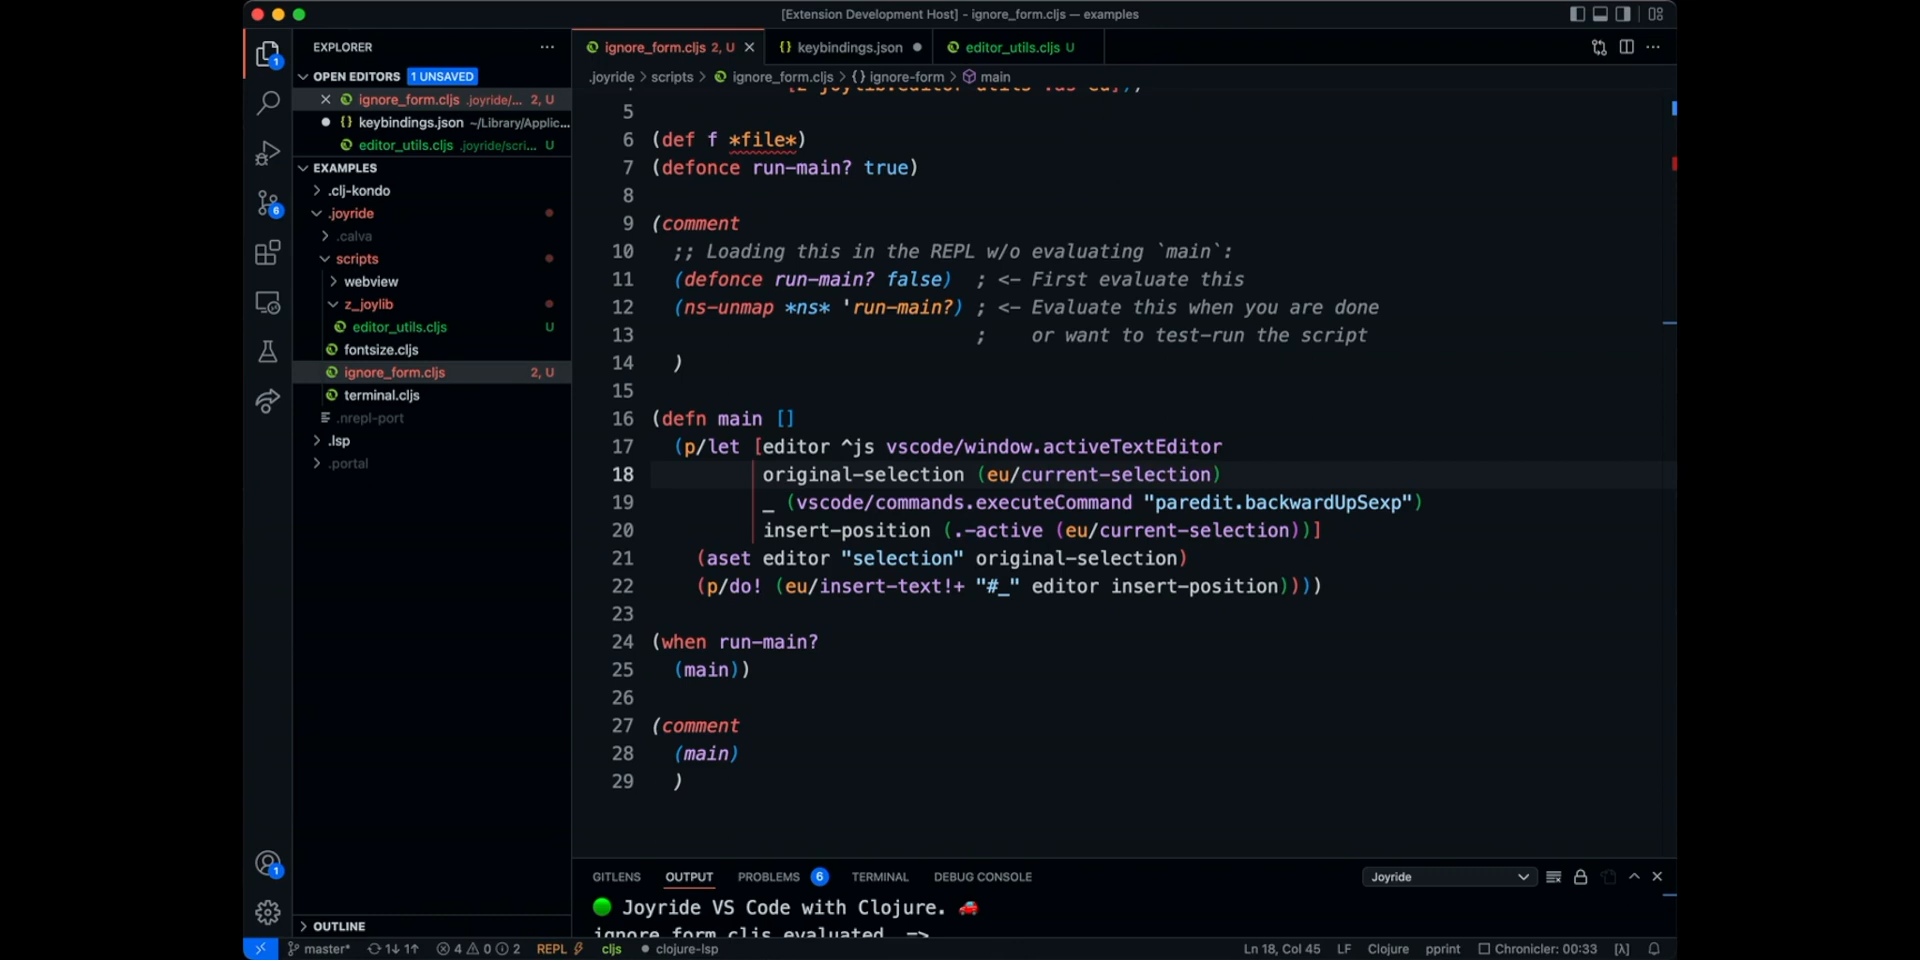 [Extension Development Host] - ignore_form.cljs — examples
EXPLORER
OPEN EDITORS 1 UNSAVED
ignore_form.cljs .joyride/... 2, U
keybindings.json ~/Library/Applic...
editor_utils.cljs .joyride/scri... U
EXAMPLES
.clj-kondo
.joyride
.calva
scripts
webview
z_joylib
editor_utils.cljs U
fontsize.cljs
ignore_form.cljs 2, U
terminal.cljs
.nrepl-port
.lsp
.portal
OUTLINE
1
6
1
ignore_form.cljs 2, U
keybindings.json
editor_utils.cljs U
.joyride > scripts > ignore_form.cljs > {} ignore-form > main
5
6 (def f *file*)
7 (defonce run-main? true)
8
9 (comment
10 ;; Loading this in the REPL w/o evaluating `main`:
11 (defonce run-main? false) ; <- First evaluate this
12 (ns-unmap *ns* 'run-main?) ; <- Evaluate this when you are done
13 ; or want to test-run the script
14 )
15
16 (defn main []
17 (p/let [editor ^js vscode/window.activeTextEditor
18 original-selection (eu/current-selection)
19 _ (vscode/commands.executeCommand "paredit.backwardUpSexp")
20 insert-position (.-active (eu/current-selection))]
21 (aset editor "selection" original-selection)
22 (p/do! (eu/insert-text!+ "#_" editor insert-position))))
23
24 (when run-main?
25 (main))
26
27 (comment
28 (main)
29 )
GITLENS OUTPUT PROBLEMS 6 TERMINAL DEBUG CONSOLE Joyride
Joyride VS Code with Clojure.
ignore_form.cljs evaluated. =>
master* 1↓ 1↑ 4 0 2 REPL cljs clojure-lsp
Ln 18, Col 45 LF Clojure pprint Chronicler: 00:33 [λ]